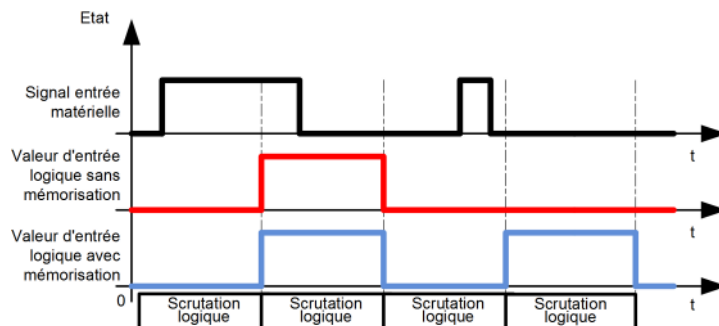 Etat
Signal entrée
matérielle
t
Valeur d'entrée
logique sans
mémorisation
t
Valeur d'entrée
logique avec
mémorisation
t
0
Scrutation
logique
Scrutation
logique
Scrutation
logique
Scrutation
logique